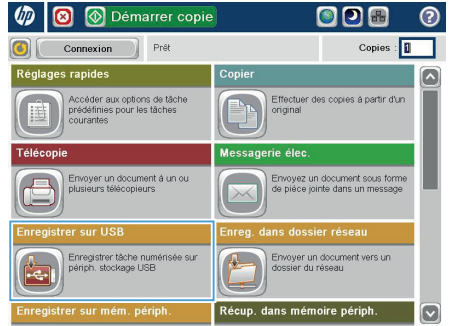 hp Démarrer copie ?
Connexion Prêt Copies : 1
Réglages rapides
Accéder aux options de tâche
prédéfinies pour les tâches
courantes
Copier
Effectuer des copies à partir d'un
original
Télécopie
Envoyer un document à un ou
plusieurs télécopieurs
Messagerie élec.
Envoyez un document sous forme
de pièce jointe dans un message
Enregistrer sur USB
Enregistrer tâche numérisée sur
périph. stockage USB
Enreg. dans dossier réseau
Envoyer un document vers un
dossier du réseau
Enregistrer sur mém. périph.
Récup. dans mémoire périph.